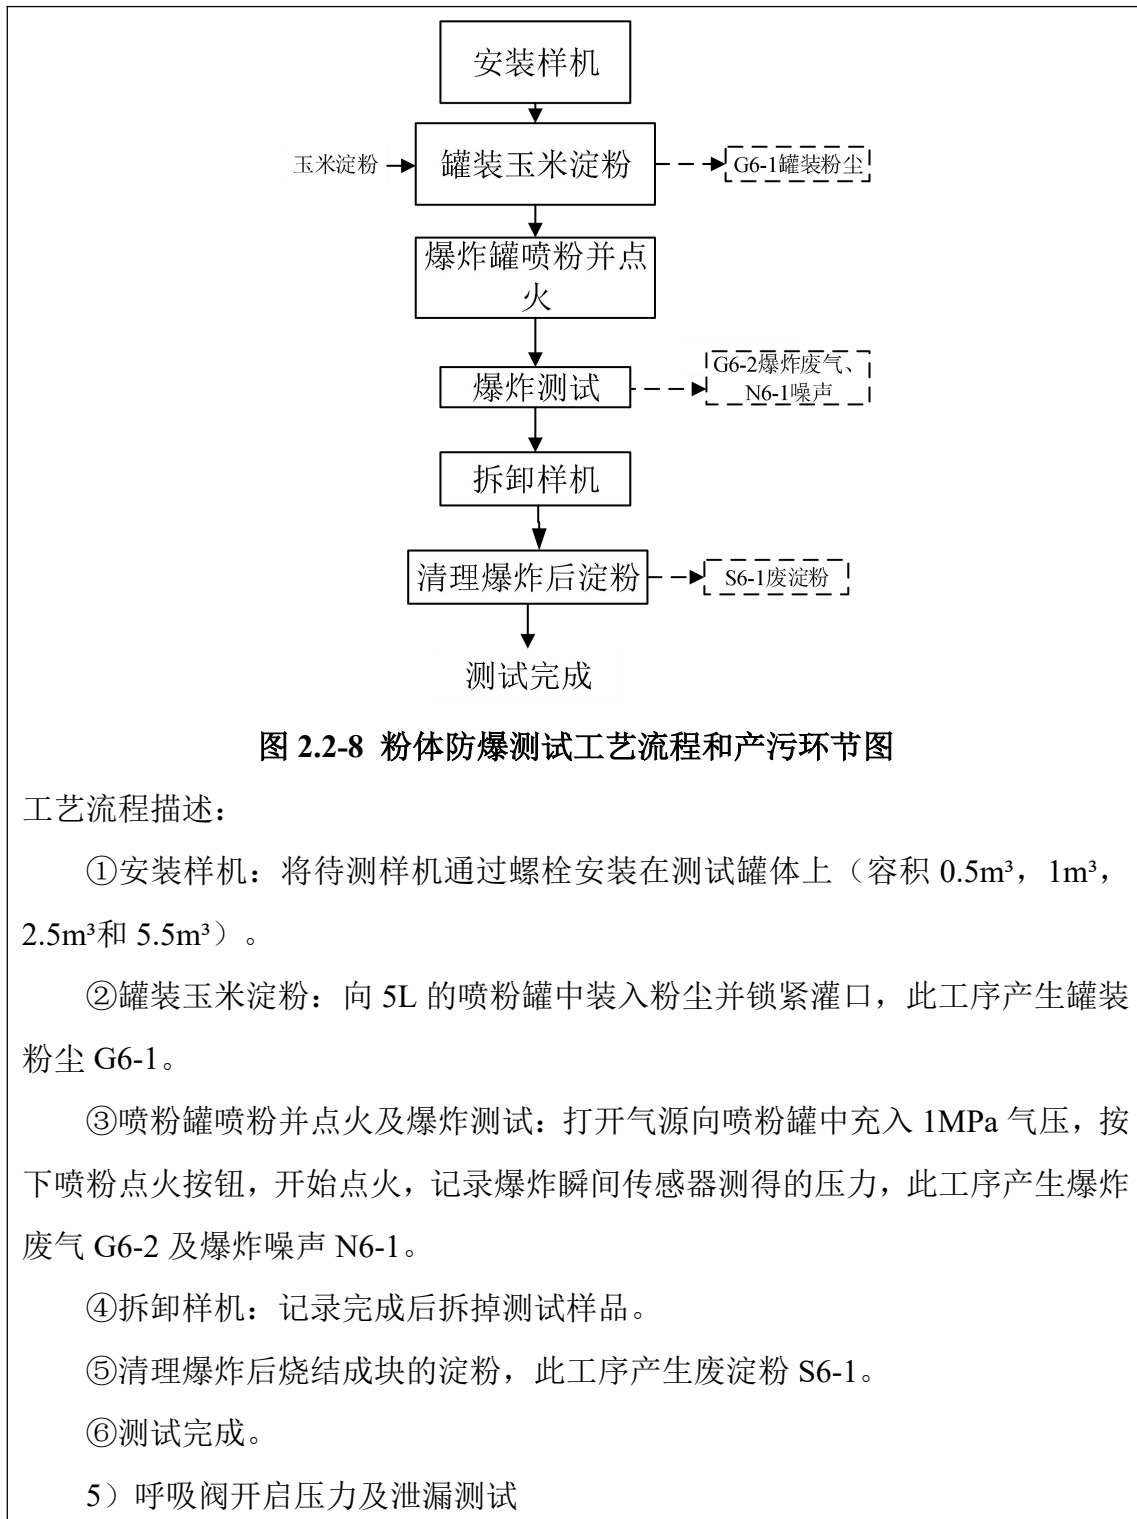 安装样机
玉米淀粉
罐装玉米淀粉
G6-1罐装粉尘
爆炸罐喷粉并点
火
爆炸测试
G6-2爆炸废气、
N6-1噪声
拆卸样机
清理爆炸后淀粉
S6-1废淀粉
测试完成
图 2.2-8 粉体防爆测试工艺流程和产污环节图
工艺流程描述：
①安装样机：将待测样机通过螺栓安装在测试罐体上（容积 0.5m³，1m³，
2.5m³和 5.5m³）。
②罐装玉米淀粉：向 5L 的喷粉罐中装入粉尘并锁紧灌口，此工序产生罐装
粉尘 G6-1。
③喷粉罐喷粉并点火及爆炸测试：打开气源向喷粉罐中充入 1MPa 气压，按
下喷粉点火按钮，开始点火，记录爆炸瞬间传感器测得的压力，此工序产生爆炸
废气 G6-2 及爆炸噪声 N6-1。
④拆卸样机：记录完成后拆掉测试样品。
⑤清理爆炸后烧结成块的淀粉，此工序产生废淀粉 S6-1。
⑥测试完成。
5）呼吸阀开启压力及泄漏测试